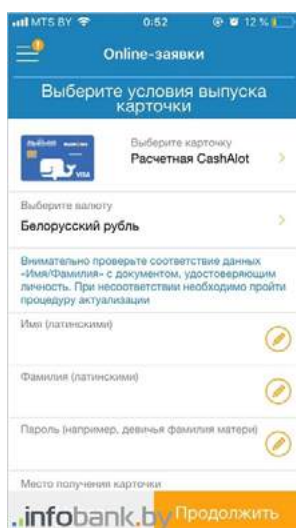 MTS BY 0:52 12 %
Online-заявки
Выберите условия выпуска
карточки
Выберите карточку
Расчетная CashAlot
VISA
Выберите валюту
Белорусский рубль
Внимательно проверьте соответствие данных
«Имя/Фамилия» с документом, удостоверяющим
личность. При несоответствии необходимо пройти
процедуру актуализации
Имя (латинскими)
Фамилия (латинскими)
Пароль (например, девичья фамилия матери)
Место получения карточки
.infobank.by
Продолжить